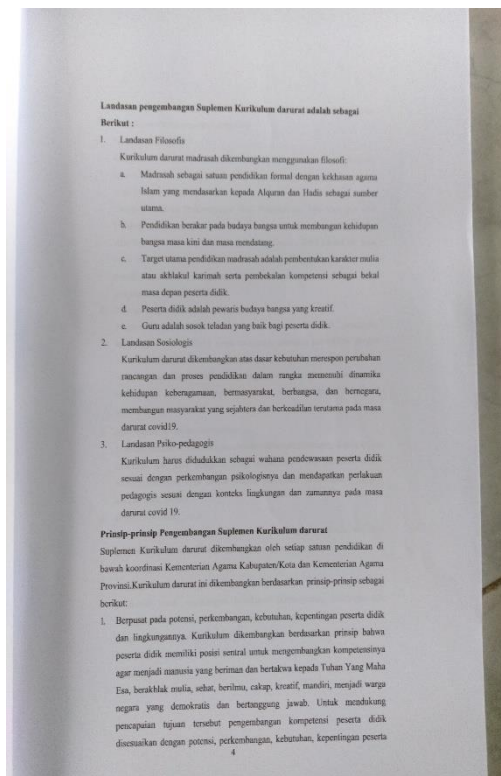 Landasan pengembangan Suplemen Kurikulum darurat adalah sebagai
Berikut :
1. Landasan Filosofis
Kurikulum darurat madrasah dikembangkan menggunakan filosofi:
a. Madrasah sebagai satuan pendidikan formal dengan kekhasan agama
Islam yang mendasarkan kepada Alquran dan Hadis sebagai sumber
utama.
b. Pendidikan berakar pada budaya bangsa untuk membangun kehidupan
bangsa masa kini dan masa mendatang.
c. Target utama pendidikan madrasah adalah pembentukan karakter mulia
atau akhlakul karimah serta pembekalan kompetensi sebagai bekal
masa depan peserta didik.
d. Peserta didik adalah pewaris budaya bangsa yang kreatif.
e. Guru adalah sosok teladan yang baik bagi peserta didik.
2. Landasan Sosiologis
Kurikulum darurat dikembangkan atas dasar kebutuhan merespon perubahan
rancangan dan proses pendidikan dalam rangka memenuhi dinamika
kehidupan keberagamaan, bermasyarakat, berbangsa, dan bernegara,
membangun masyarakat yang sejahtera dan berkeadilan terutama pada masa
darurat covid19.
3. Landasan Psiko-pedagogis
Kurikulum harus didudukkan sebagai wahana pendewasaan peserta didik
sesuai dengan perkembangan psikologisnya dan mendapatkan perlakuan
pedagogis sesuai dengan konteks lingkungan dan zamannya pada masa
darurat covid 19.
Prinsip-prinsip Pengembangan Suplemen Kurikulum darurat
Suplemen Kurikulum darurat dikembangkan oleh setiap satuan pendidikan di
bawah koordinasi Kementerian Agama Kabupaten/Kota dan Kementerian Agama
Provinsi.Kurikulum darurat ini dikembangkan berdasarkan prinsip-prinsip sebagai
berikut:
1. Berpusat pada potensi, perkembangan, kebutuhan, kepentingan peserta didik
dan lingkungannya. Kurikulum dikembangkan berdasarkan prinsip bahwa
peserta didik memiliki posisi sentral untuk mengembangkan kompetensinya
agar menjadi manusia yang beriman dan bertakwa kepada Tuhan Yang Maha
Esa, berakhlak mulia, sehat, berilmu, cakap, kreatif, mandiri, menjadi warga
negara yang demokratis dan bertanggung jawab. Untuk mendukung
pencapaian tujuan tersebut pengembangan kompetensi peserta didik
disesuaikan dengan potensi, perkembangan, kebutuhan, kepentingan peserta
4